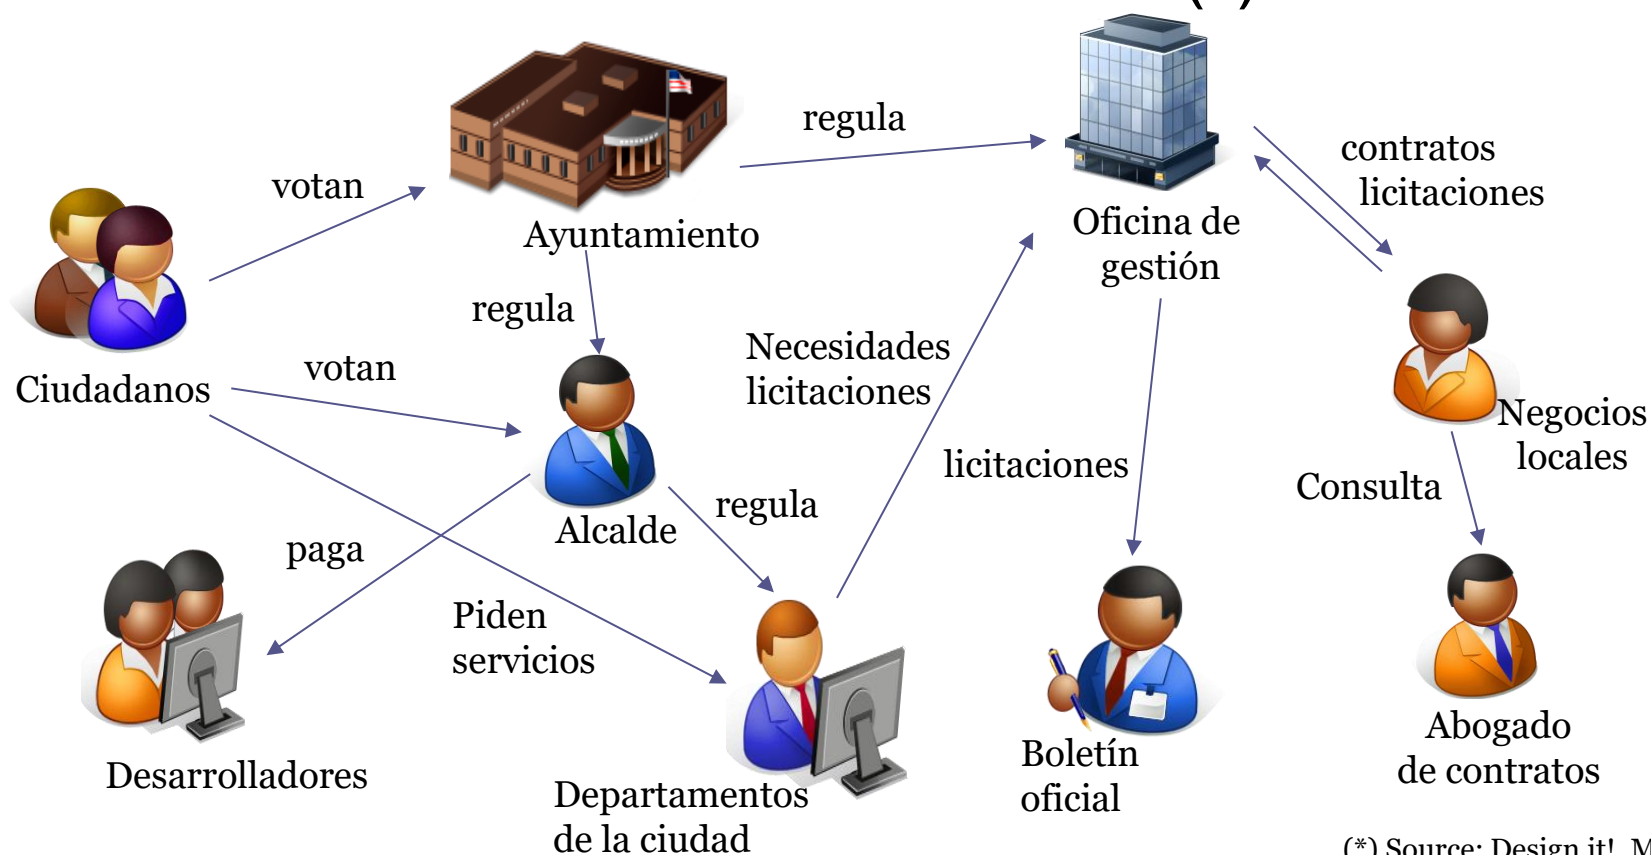 (*)
regula
contratos
licitaciones
votan
Ayuntamiento
Oficina de
gestión
regula
Necesidades
licitaciones
votan
Ciudadanos
Negocios
locales
licitaciones
Consulta
regula
Alcalde
paga
Piden
servicios
Abogado
de contratos
Boletín
oficial
Desarrolladores
Departamentos
de la ciudad
(*) Source: Design it!, M